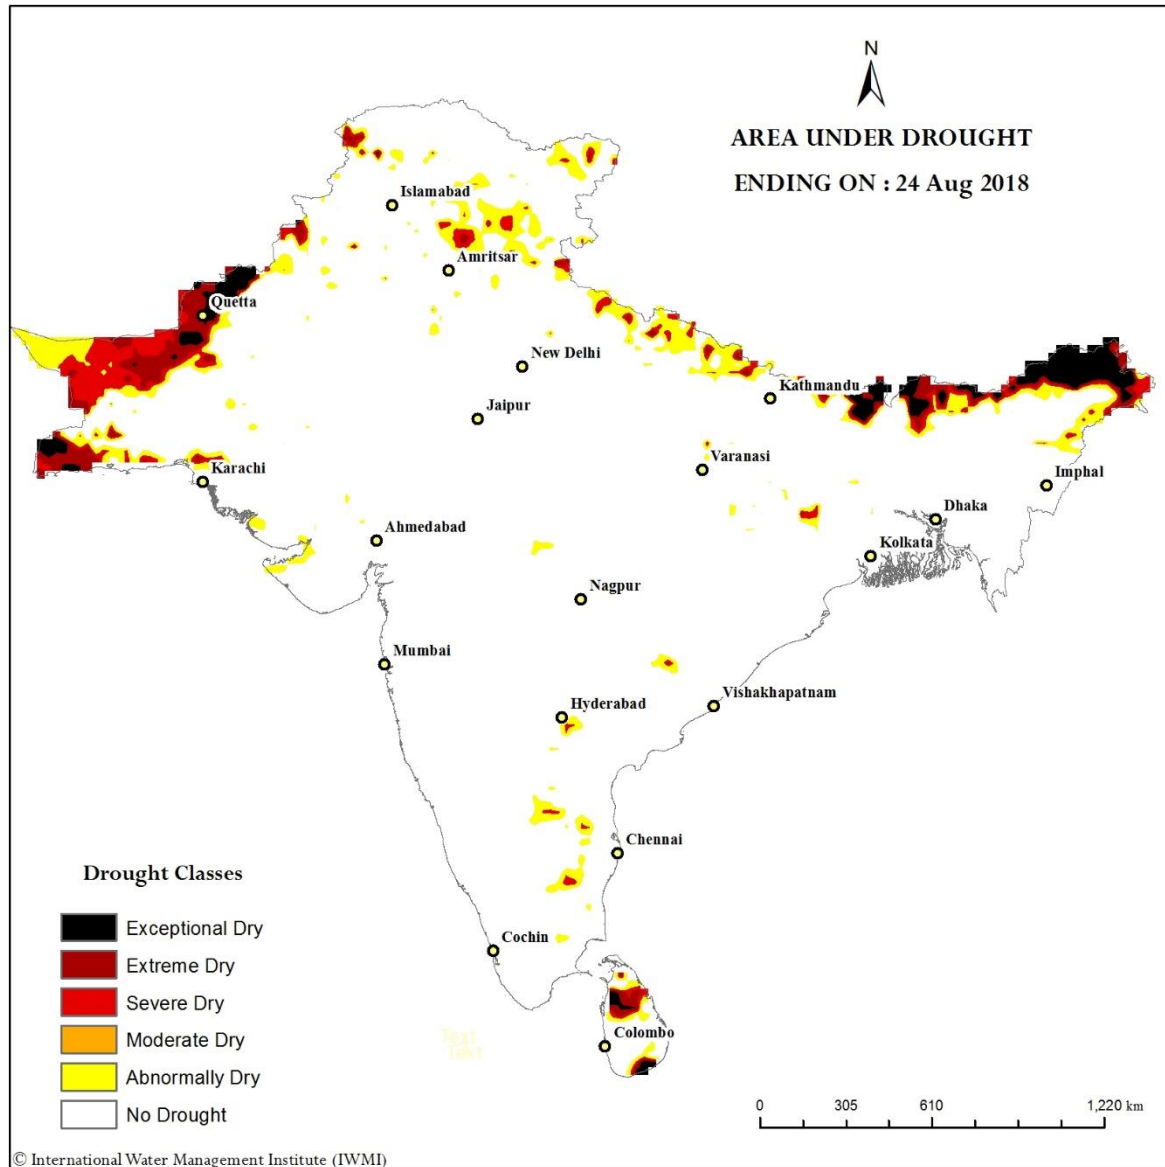 N
AREA UNDER DROUGHT
ENDING ON : 24 Aug 2018
Islamabad
Amritsar
Quetta
New Delhi
Kathmandu
Jaipur
Varanasi
Karachi
Imphal
Dhaka
Ahmedabad
Kolkata
Nagpur
Mumbai
Vishakhapatnam
Hyderabad
Chennai
Cochin
Colombo
Text
Text
Drought Classes
Exceptional Dry
Extreme Dry
Severe Dry
Moderate Dry
Abnormally Dry
No Drought
0 305 610 1,220 km
© International Water Management Institute (IWMI)